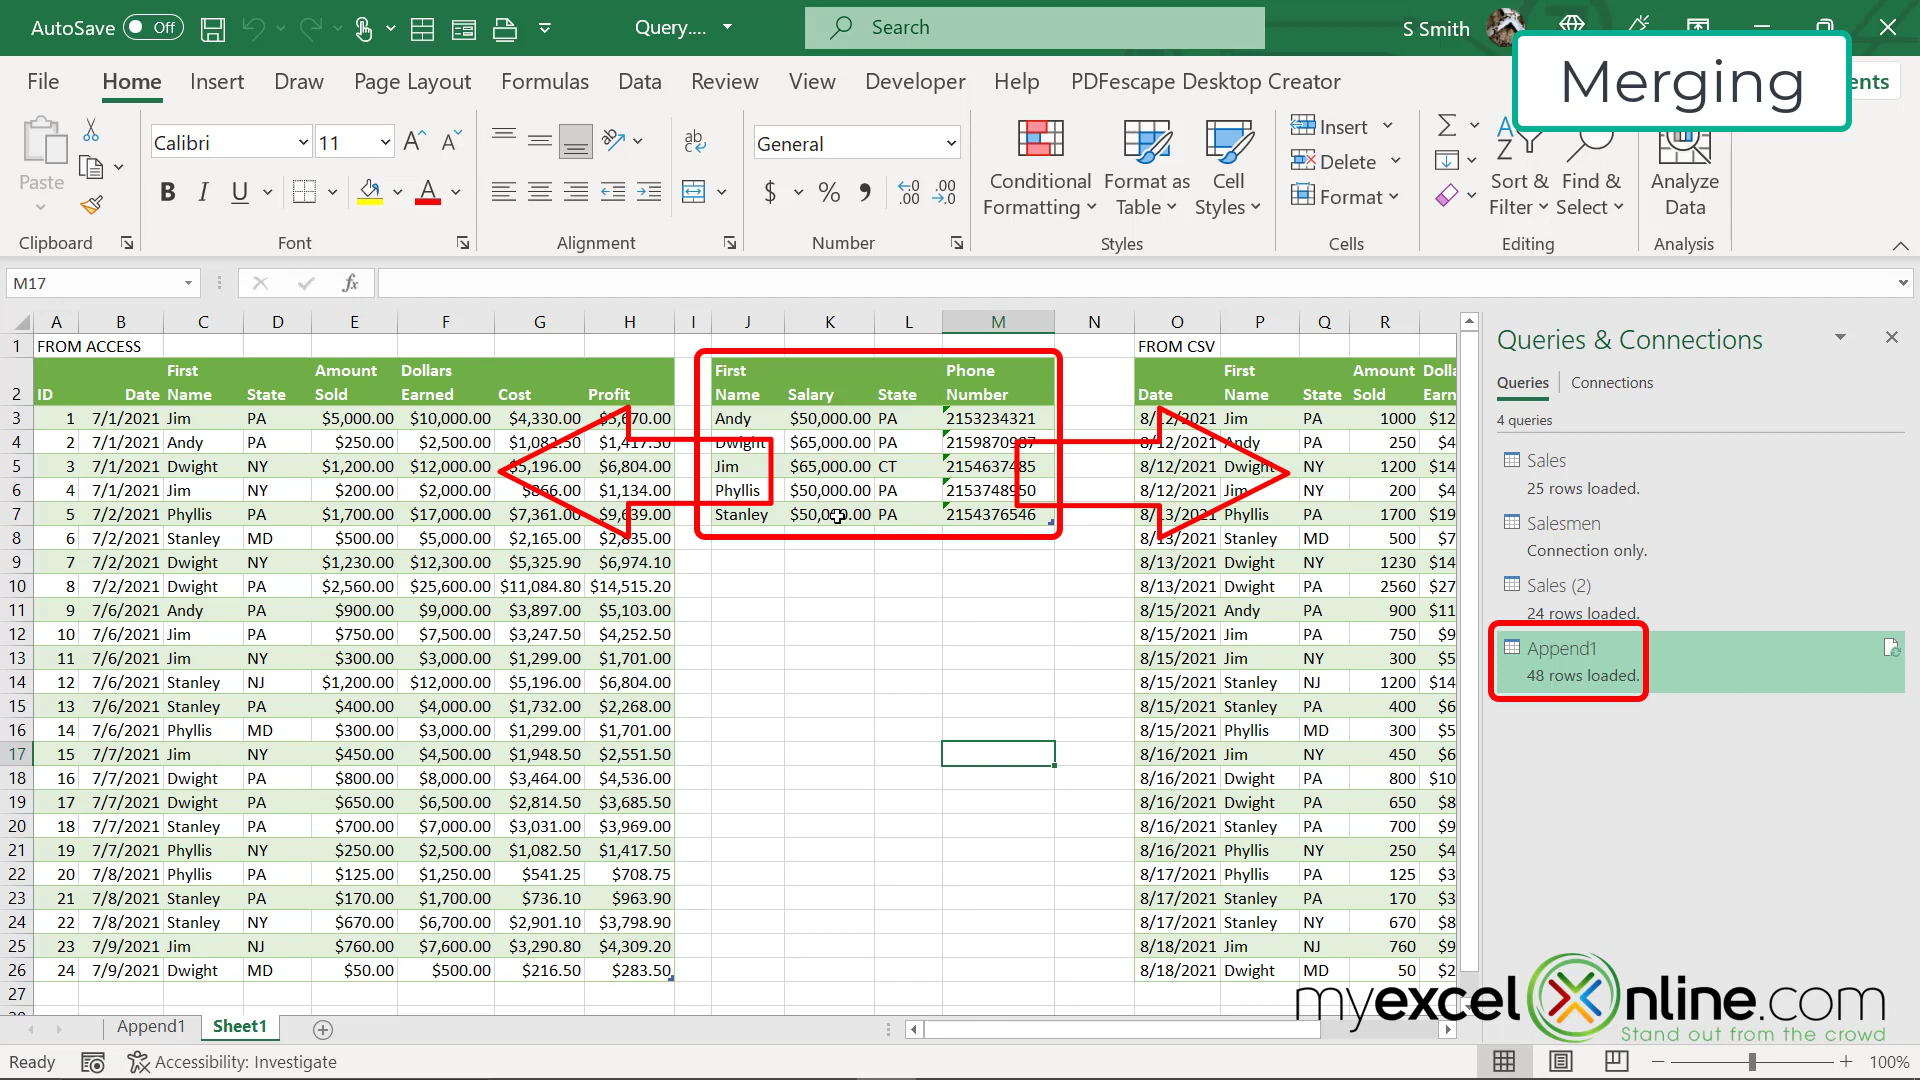 AutoSave Off Query.... Search S Smith
Merging
File Home Insert Draw Page Layout Formulas Data Review View Developer Help PDFescape Desktop Creator ents
Paste Calibri 11 General Conditional Formatting Format as Table Cell Styles Insert Delete Format Sort & Filter Find & Select Analyze Data
Clipboard Font Alignment Number Styles Cells Editing Analysis
M17 fx
A B C D E F G H I J K L M N O P Q R
1 FROM ACCESS FROM CSV
First Amount Dollars First Phone First Amount Dolla
2 ID Date Name State Sold Earned Cost Profit Name Salary State Number Date Name State Sold Earn
3 1 7/1/2021 Jim PA $5,000.00 $10,000.00 $4,330.00 $5,670.00 Andy $50,000.00 PA 2153234321 8/12/2021 Jim PA 1000 $12
4 2 7/1/2021 Andy PA $250.00 $2,500.00 $1,082.50 $1,417.50 Dwight $65,000.00 PA 2159870987 8/12/2021 Andy PA 250 $4
5 3 7/1/2021 Dwight NY $1,200.00 $12,000.00 $5,196.00 $6,804.00 Jim $65,000.00 CT 2154637485 8/12/2021 Dwight NY 1200 $14
6 4 7/1/2021 Jim NY $200.00 $2,000.00 $866.00 $1,134.00 Phyllis $50,000.00 PA 2153748950 8/12/2021 Jim NY 200 $4
7 5 7/2/2021 Phyllis PA $1,700.00 $17,000.00 $7,361.00 $9,639.00 Stanley $50,000.00 PA 2154376546 8/13/2021 Phyllis PA 1700 $19
8 6 7/2/2021 Stanley MD $500.00 $5,000.00 $2,165.00 $2,835.00 8/13/2021 Stanley MD 500 $7
9 7 7/2/2021 Dwight NY $1,230.00 $12,300.00 $5,325.90 $6,974.10 8/13/2021 Dwight NY 1230 $14
10 8 7/2/2021 Dwight PA $2,560.00 $25,600.00 $11,084.80 $14,515.20 8/13/2021 Dwight PA 2560 $27
11 9 7/6/2021 Andy PA $900.00 $9,000.00 $3,897.00 $5,103.00 8/15/2021 Andy PA 900 $11
12 10 7/6/2021 Jim PA $750.00 $7,500.00 $3,247.50 $4,252.50 8/15/2021 Jim PA 750 $9
13 11 7/6/2021 Jim NY $300.00 $3,000.00 $1,299.00 $1,701.00 8/15/2021 Jim NY 300 $5
14 12 7/6/2021 Stanley NJ $1,200.00 $12,000.00 $5,196.00 $6,804.00 8/15/2021 Stanley NJ 1200 $14
15 13 7/6/2021 Stanley PA $400.00 $4,000.00 $1,732.00 $2,268.00 8/15/2021 Stanley PA 400 $6
16 14 7/6/2021 Phyllis MD $300.00 $3,000.00 $1,299.00 $1,701.00 8/15/2021 Phyllis MD 300 $5
17 15 7/7/2021 Jim NY $450.00 $4,500.00 $1,948.50 $2,551.50 8/16/2021 Jim NY 450 $6
18 16 7/7/2021 Dwight PA $800.00 $8,000.00 $3,464.00 $4,536.00 8/16/2021 Dwight PA 800 $10
19 17 7/7/2021 Dwight PA $650.00 $6,500.00 $2,814.50 $3,685.50 8/16/2021 Dwight PA 650 $8
20 18 7/7/2021 Stanley PA $700.00 $7,000.00 $3,031.00 $3,969.00 8/16/2021 Stanley PA 700 $9
21 19 7/7/2021 Phyllis NY $250.00 $2,500.00 $1,082.50 $1,417.50 8/16/2021 Phyllis NY 250 $4
22 20 7/8/2021 Phyllis PA $125.00 $1,250.00 $541.25 $708.75 8/17/2021 Phyllis PA 125 $3
23 21 7/8/2021 Stanley PA $170.00 $1,700.00 $736.10 $963.90 8/17/2021 Stanley PA 170 $3
24 22 7/8/2021 Stanley NY $670.00 $6,700.00 $2,901.10 $3,798.90 8/17/2021 Stanley NY 670 $8
25 23 7/9/2021 Jim NJ $760.00 $7,600.00 $3,290.80 $4,309.20 8/18/2021 Jim NJ 760 $9
26 24 7/9/2021 Dwight MD $50.00 $500.00 $216.50 $283.50 8/18/2021 Dwight MD 50 $2
27
Queries & Connections
Queries Connections
4 queries
Sales
25 rows loaded.
Salesmen
Connection only.
Sales (2)
24 rows loaded.
Append1
48 rows loaded.
myexcelOnline.com
Stand out from the crowd
Append1 Sheet1
Ready Accessibility: Investigate 100%